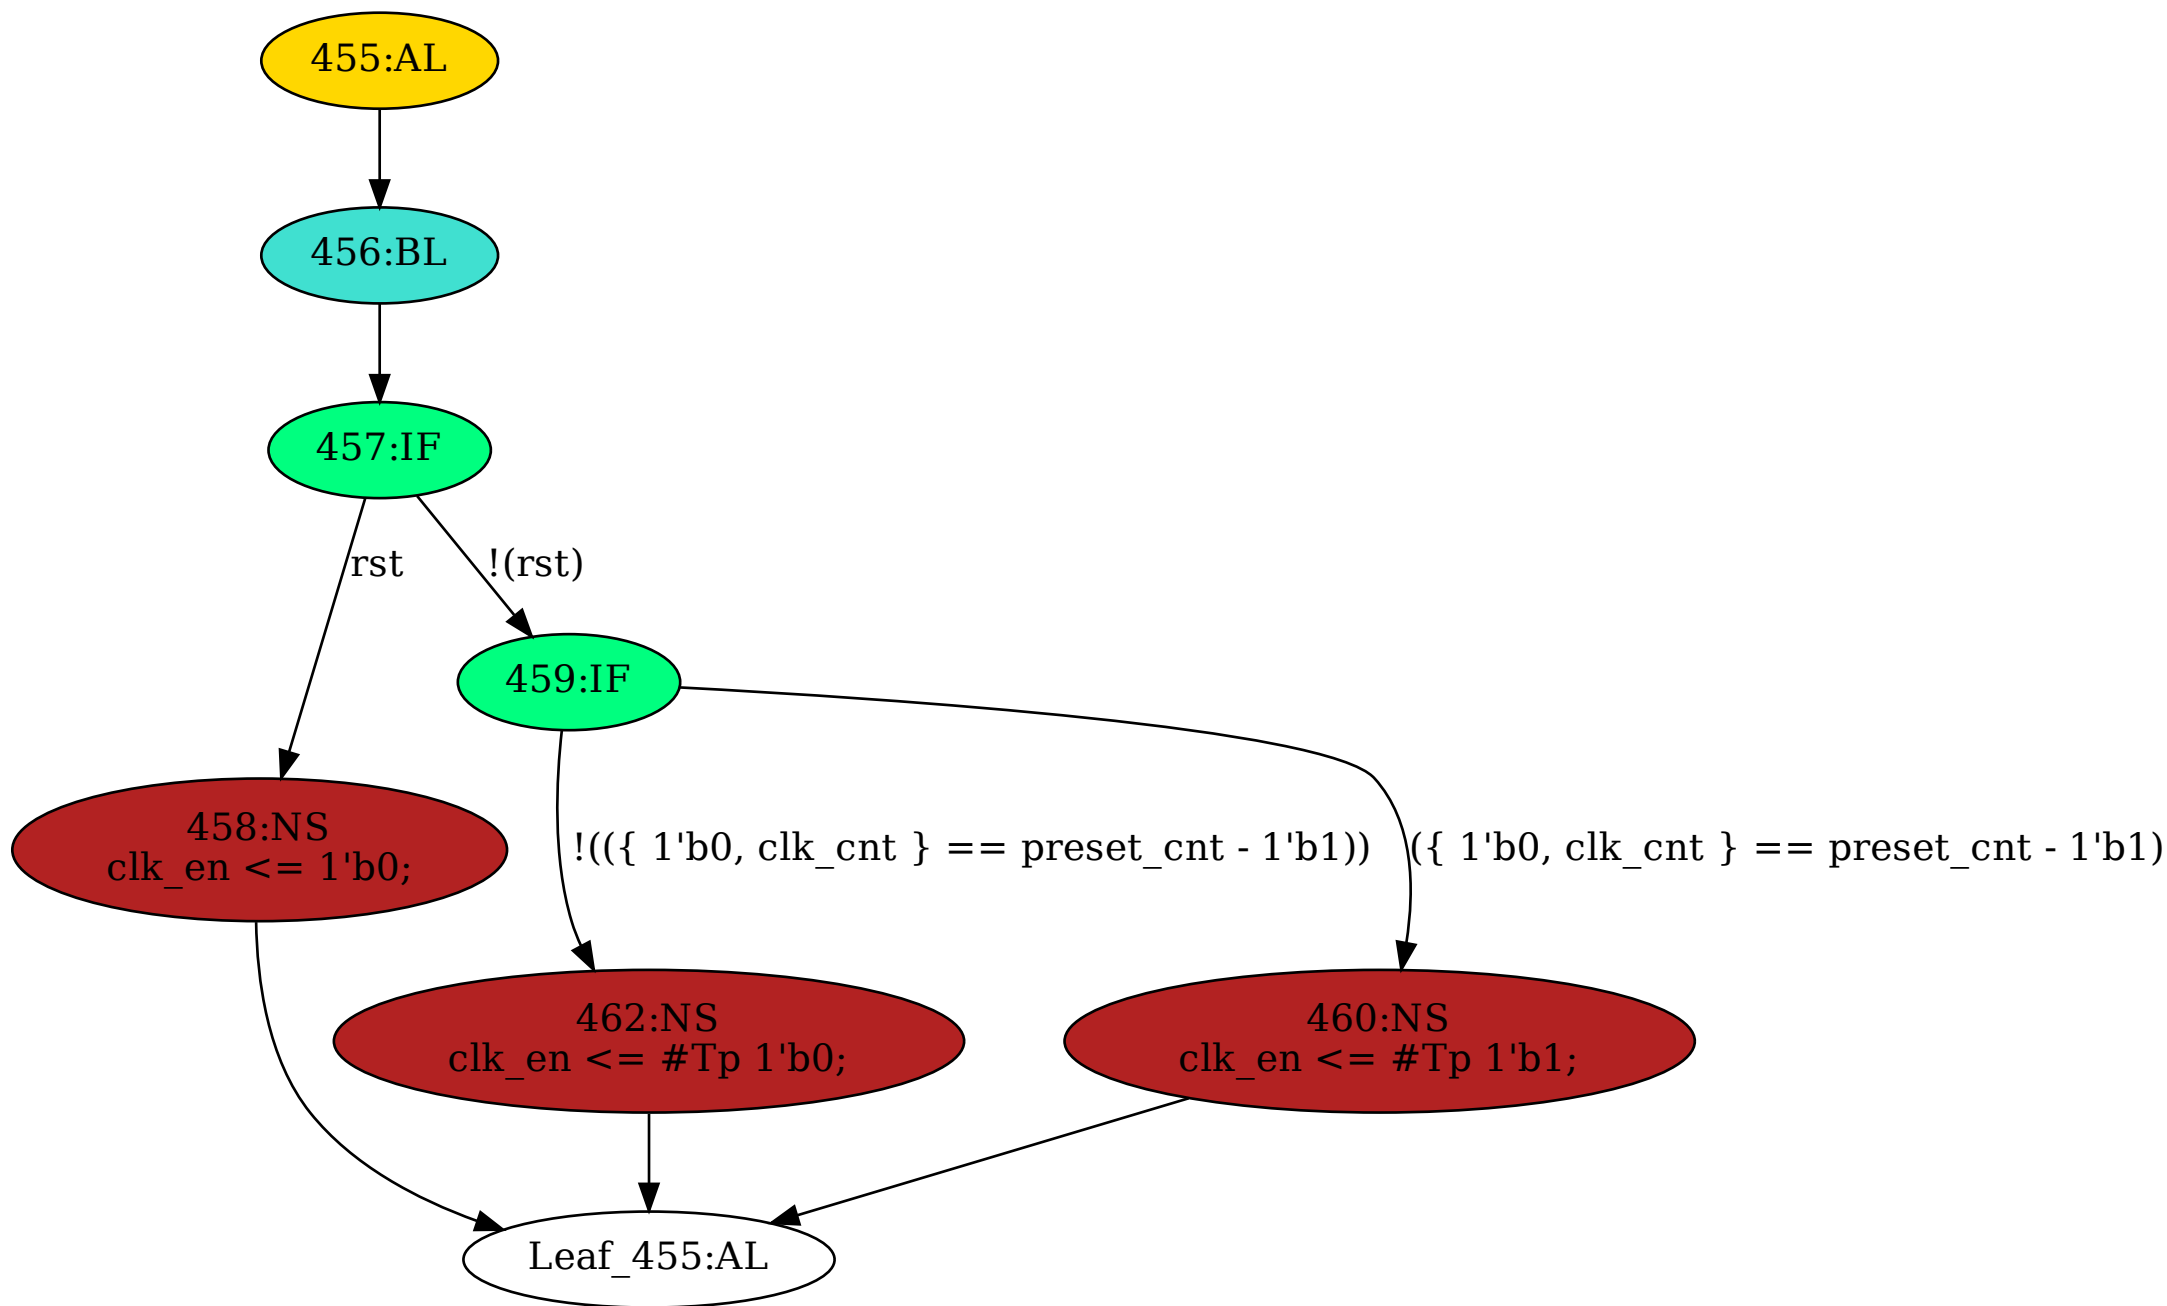 455:AL
456:BL
457:IF
rst
!(rst)
459:IF
458:NS
clk_en <= 1'b0;
!(({ 1'b0, clk_cnt } == preset_cnt - 1'b1))
({ 1'b0, clk_cnt } == preset_cnt - 1'b1)
462:NS
clk_en <= #Tp 1'b0;
460:NS
clk_en <= #Tp 1'b1;
Leaf_455:AL